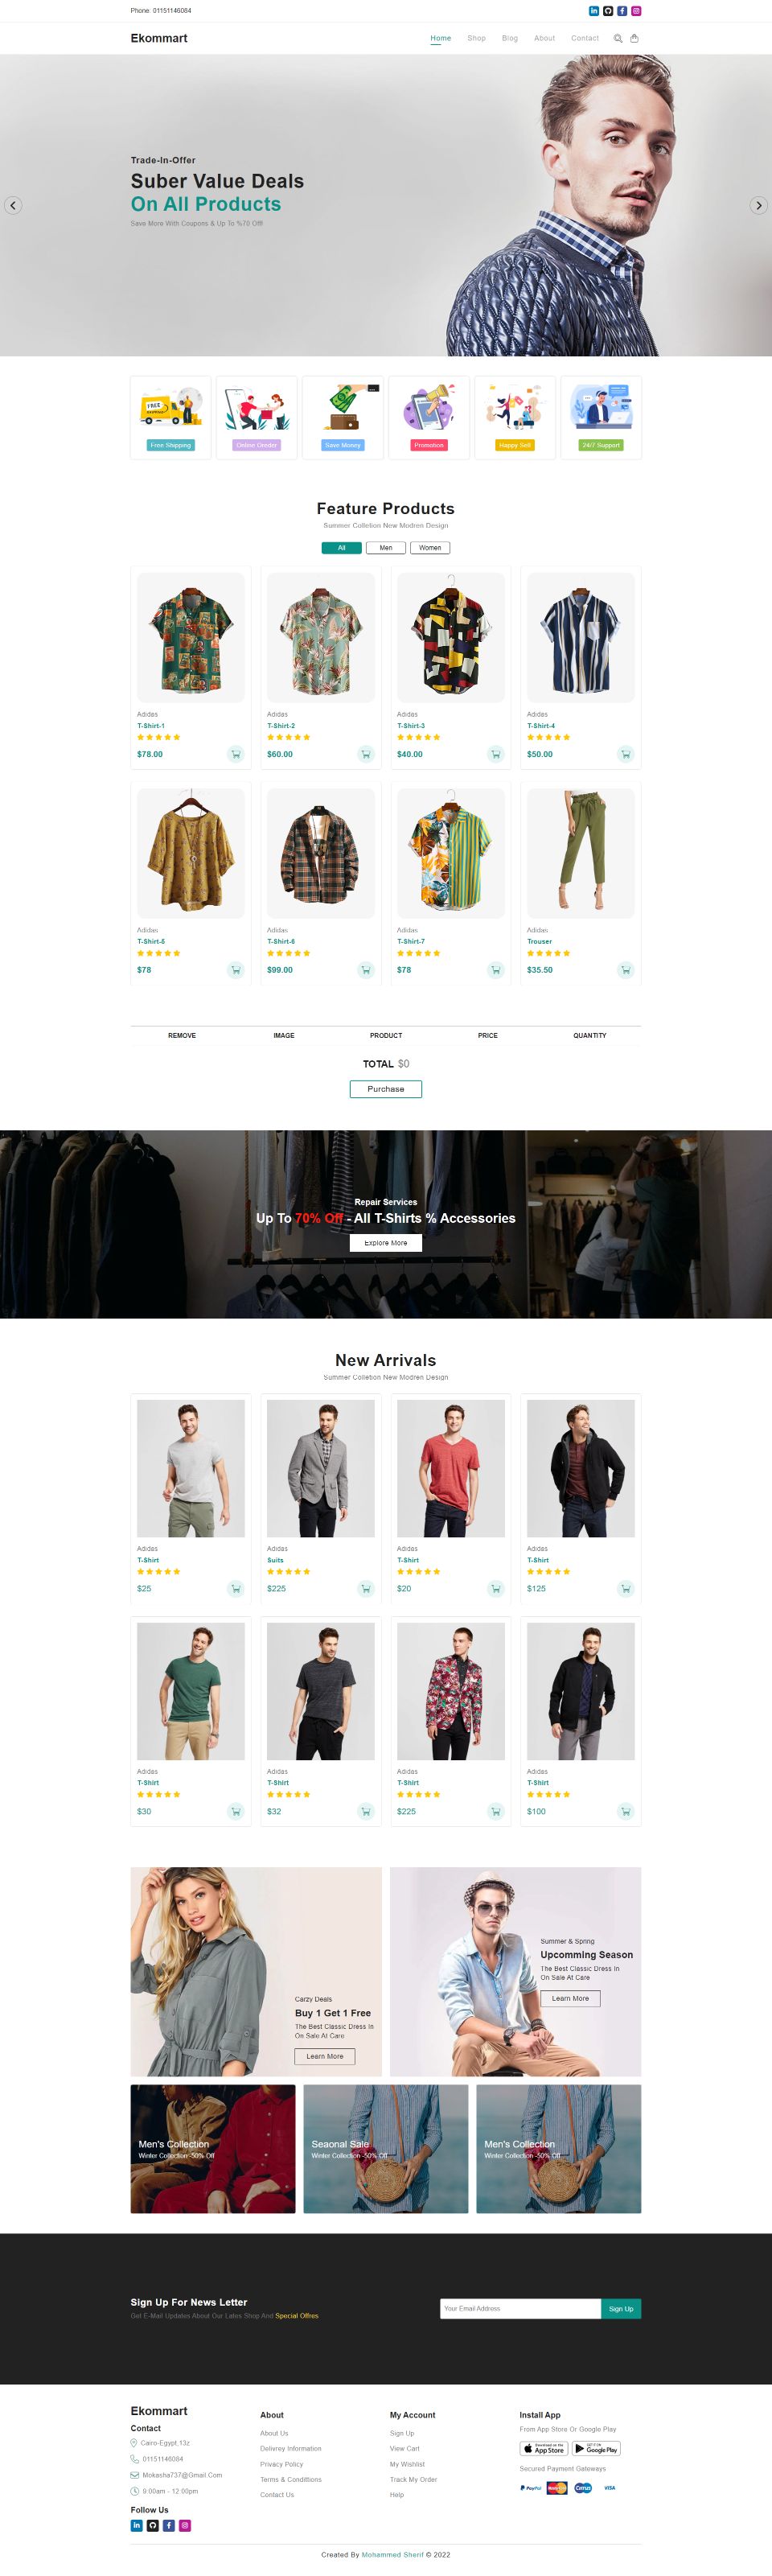 Phone: 01151146084
Ekommart
Home Shop Blog About Contact
Trade-In-Offer
Suber Value Deals
On All Products
Save More With Coupons & Up To %70 Off!
FREE
Free Shipping
Online Oreder
Save Money
Promotion
Happy Sell
24/7 Support
Feature Products
Summer Colletion New Modren Design
All Men Women
Adidas
T-Shirt-1
$78.00
Adidas
T-Shirt-2
$60.00
Adidas
T-Shirt-3
$40.00
Adidas
T-Shirt-4
$50.00
Adidas
T-Shirt-5
$78
Adidas
T-Shirt-6
$99.00
Adidas
T-Shirt-7
$78
Adidas
Trouser
$35.50
REMOVE IMAGE PRODUCT PRICE QUANTITY
TOTAL $0
Purchase
Repair Services
Up To 70% Off - All T-Shirts % Accessories
Explore More
New Arrivals
Summer Colletion New Modren Design
Adidas
T-Shirt
$25
Adidas
Suits
$225
Adidas
T-Shirt
$20
Adidas
T-Shirt
$125
Adidas
T-Shirt
$30
Adidas
T-Shirt
$32
Adidas
T-Shirt
$225
Adidas
T-Shirt
$100
Carzy Deals
Buy 1 Get 1 Free
The Best Classic Dress In
On Sale At Care
Learn More
Summer & Spring
Upcomming Season
The Best Classic Dress In
On Sale At Care
Learn More
Men's Collection
Winter Collection -50% Off
Seaonal Sale
Winter Collection -50% Off
Men's Collection
Winter Collection -50% Off
Sign Up For News Letter
Get E-Mail Updates About Our Lates Shop And Special Offres
Your Email Address
Sign Up
Ekommart
Contact
Cairo-Egypt,13z
01151146084
Mokasha737@Gmail.Com
9:00am - 12:00pm
Follow Us
About
About Us
Delivrey Information
Privacy Policy
Terms & Condittions
Contact Us
My Account
Sign Up
View Cart
My Wishlist
Track My Order
Help
Install App
From App Store Or Google Play
App Store
Google Play
Secured Payment Gateways
PayPal MasterCard Cirrus VISA
Created By Mohammed Sherif © 2022